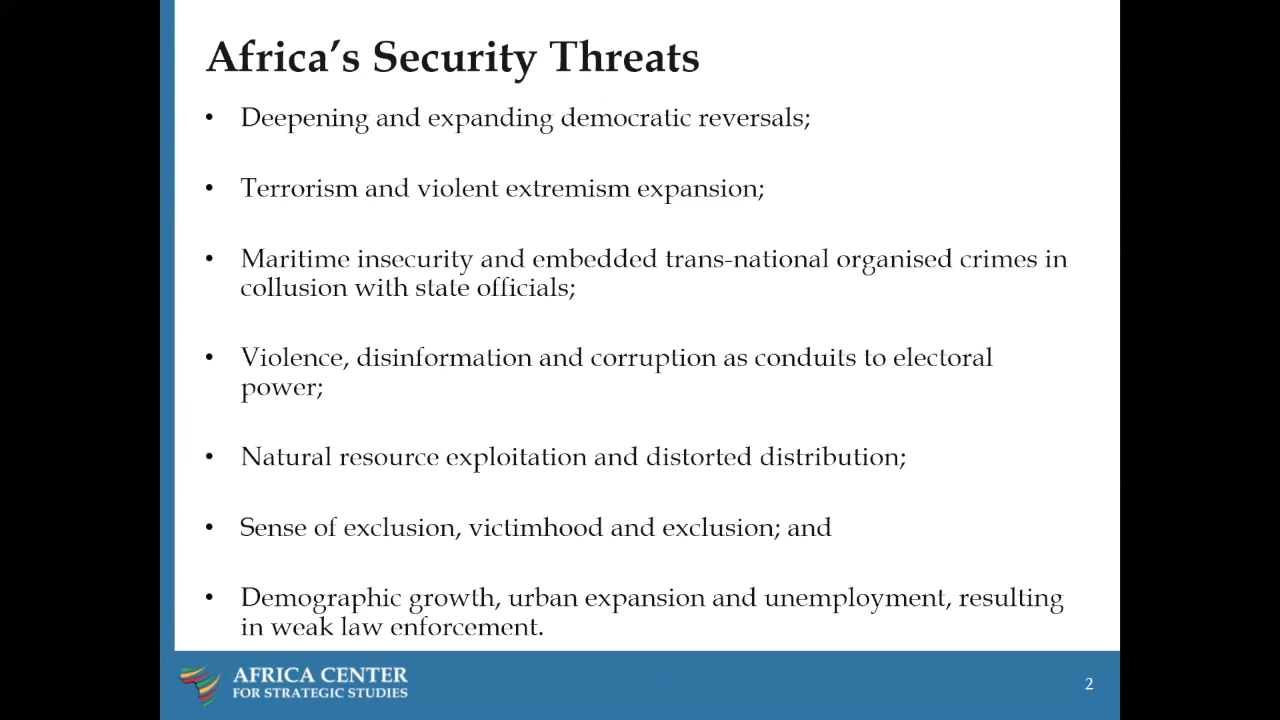 Africa’s Security Threats
• Deepening and expanding democratic reversals;
• Terrorism and violent extremism expansion;
• Maritime insecurity and embedded trans-national organised crimes in
collusion with state officials;
• Violence, disinformation and corruption as conduits to electoral
power;
• Natural resource exploitation and distorted distribution;
• Sense of exclusion, victimhood and exclusion; and
• Demographic growth, urban expansion and unemployment, resulting
in weak law enforcement.
AFRICA CENTER
FOR STRATEGIC STUDIES
2